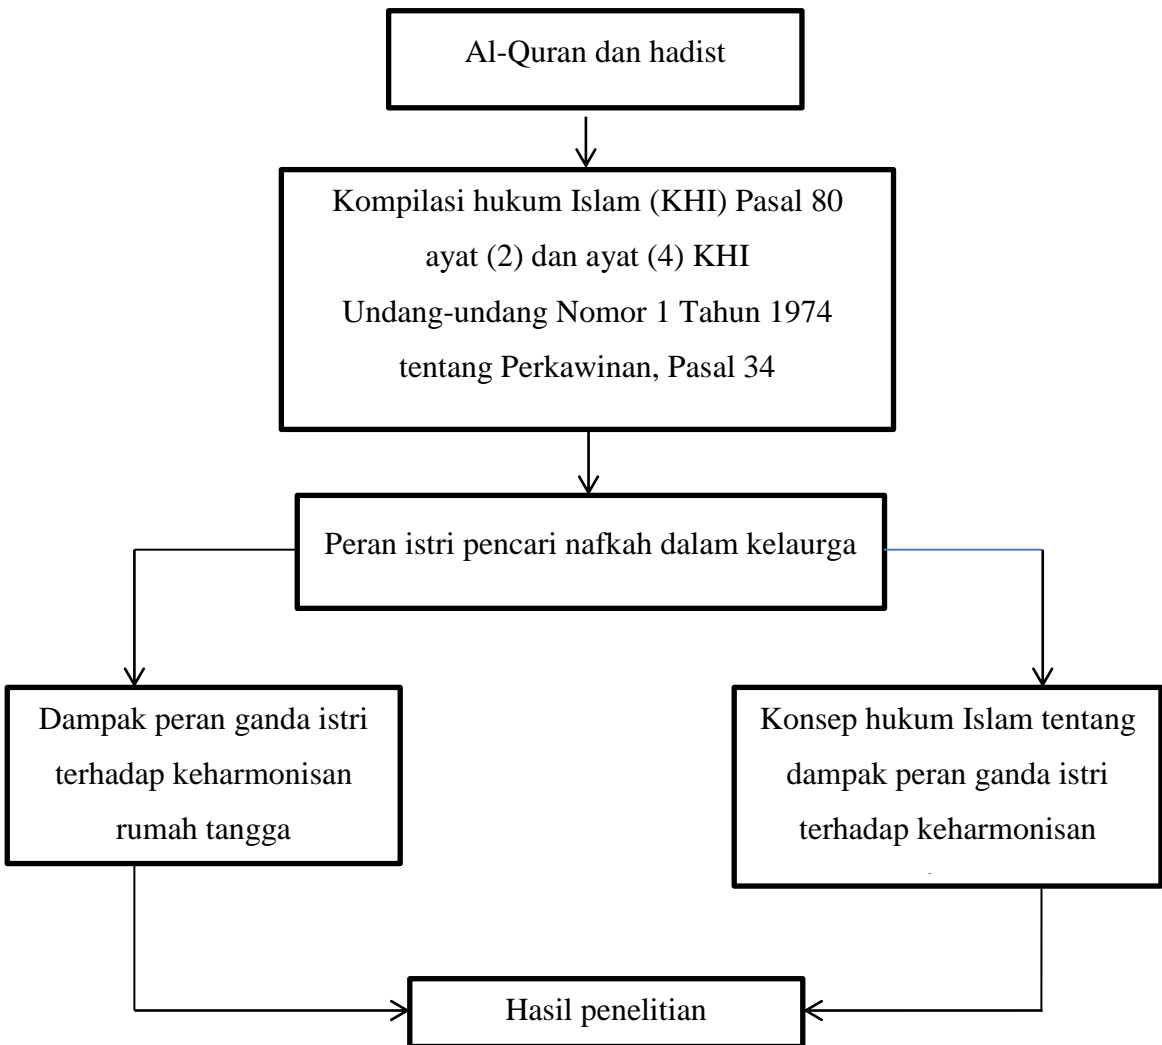 Al-Quran dan hadist
Kompilasi hukum Islam (KHI) Pasal 80
ayat (2) dan ayat (4) KHI
Undang-undang Nomor 1 Tahun 1974
tentang Perkawinan, Pasal 34
Peran istri pencari nafkah dalam kelaurga
Dampak peran ganda istri
terhadap keharmonisan
rumah tangga
Konsep hukum Islam tentang
dampak peran ganda istri
terhadap keharmonisan
Hasil penelitian